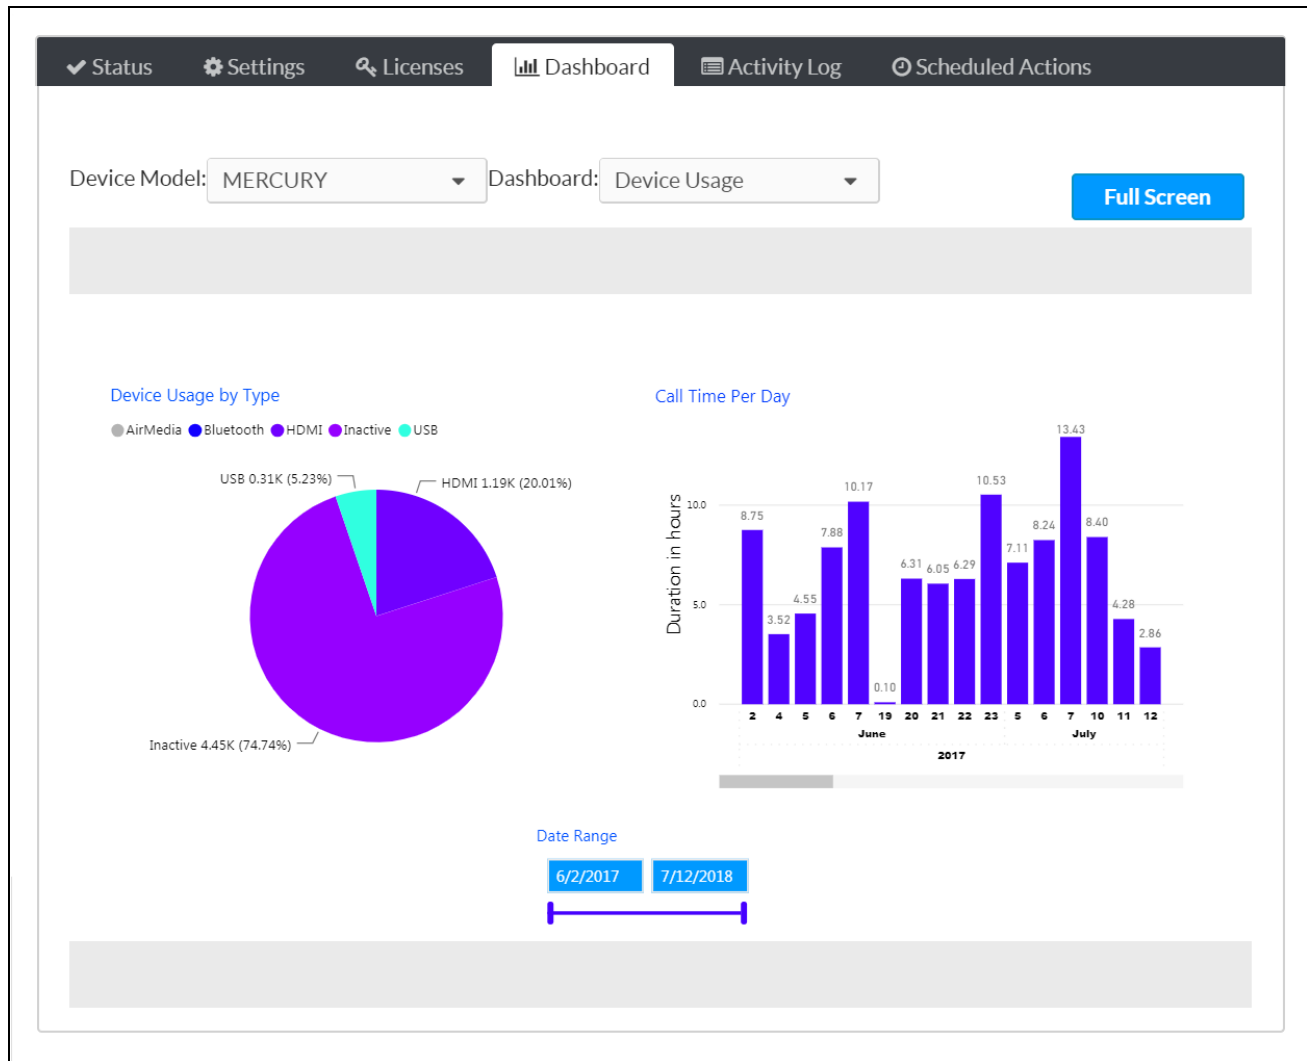 Status Settings Licenses Dashboard Activity Log Scheduled Actions
Device Model: MERCURY Dashboard: Device Usage
Full Screen
Device Usage by Type
AirMedia Bluetooth HDMI Inactive USB
USB 0.31K (5.23%)
HDMI 1.19K (20.01%)
Inactive 4.45K (74.74%)
Call Time Per Day
Duration in hours
10.0
5.0
0.0
8.75
3.52
4.55
7.88
10.17
0.10
6.31
6.05
6.29
10.53
7.11
8.24
13.43
8.40
4.28
2.86
2 4 5 6 7 19 20 21 22 23 5 6 7 10 11 12
June July
2017
Date Range
6/2/2017 7/12/2018